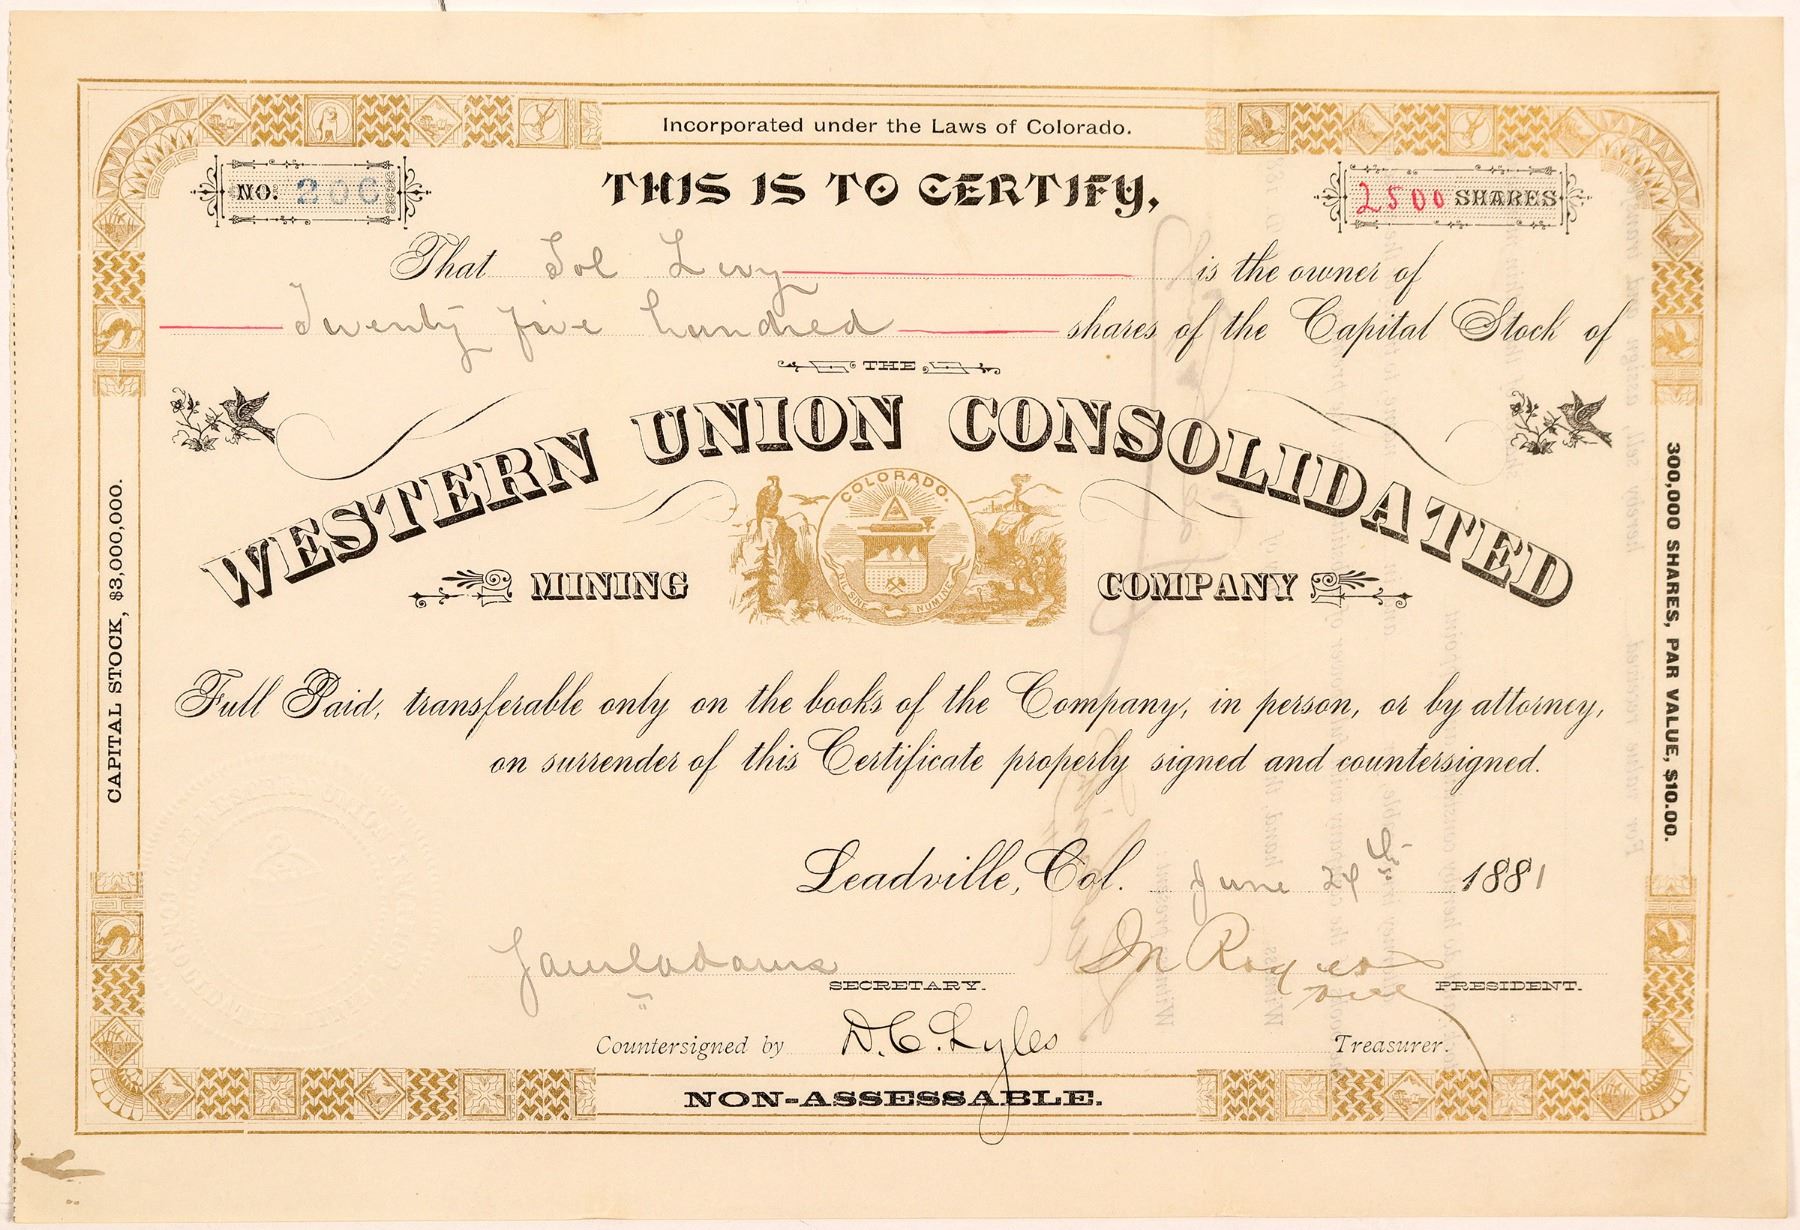 Incorporated under the Laws of Colorado.
NO. 200
THIS IS TO CERTIFY,
2500 SHARES
That Sol Levy is the owner of
Twenty five hundred shares of the Capital Stock of
THE
WESTERN UNION CONSOLIDATED
COLORADO.
NIL SINE NUMINE
MINING COMPANY
Full Paid, transferable only on the books of the Company, in person, or by attorney,
on surrender of this Certificate properly signed and countersigned.
Leadville, Col. June 24th 1881
SECRETARY.
J M Rogers PRESIDENT.
Countersigned by D. C. Lyles Treasurer.
NON-ASSESSABLE.
CAPITAL STOCK, $3,000,000.
300,000 SHARES, PAR VALUE, $10.00.